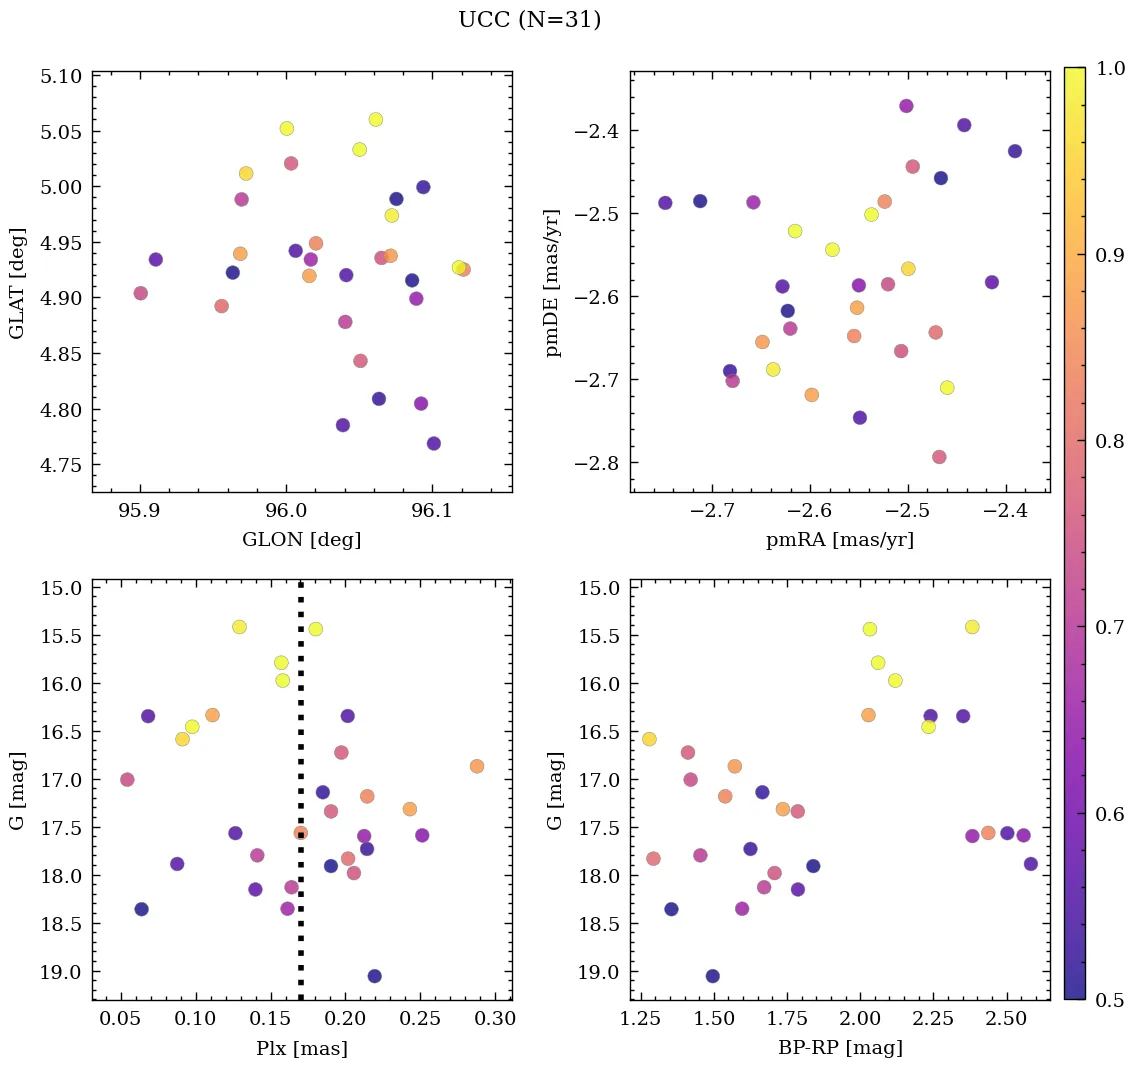 UCC (N=31)
5.10
5.05
5.00
4.95
4.90
4.85
4.80
4.75
GLAT [deg]
95.9 96.0 96.1
GLON [deg]
−2.4
−2.5
−2.6
−2.7
−2.8
pmDE [mas/yr]
−2.7 −2.6 −2.5 −2.4
pmRA [mas/yr]
1.0
0.9
0.8
0.7
0.6
0.5
15.0
15.5
16.0
16.5
17.0
17.5
18.0
18.5
19.0
G [mag]
0.05 0.10 0.15 0.20 0.25 0.30
Plx [mas]
15.0
15.5
16.0
16.5
17.0
17.5
18.0
18.5
19.0
G [mag]
1.25 1.50 1.75 2.00 2.25 2.50
BP-RP [mag]